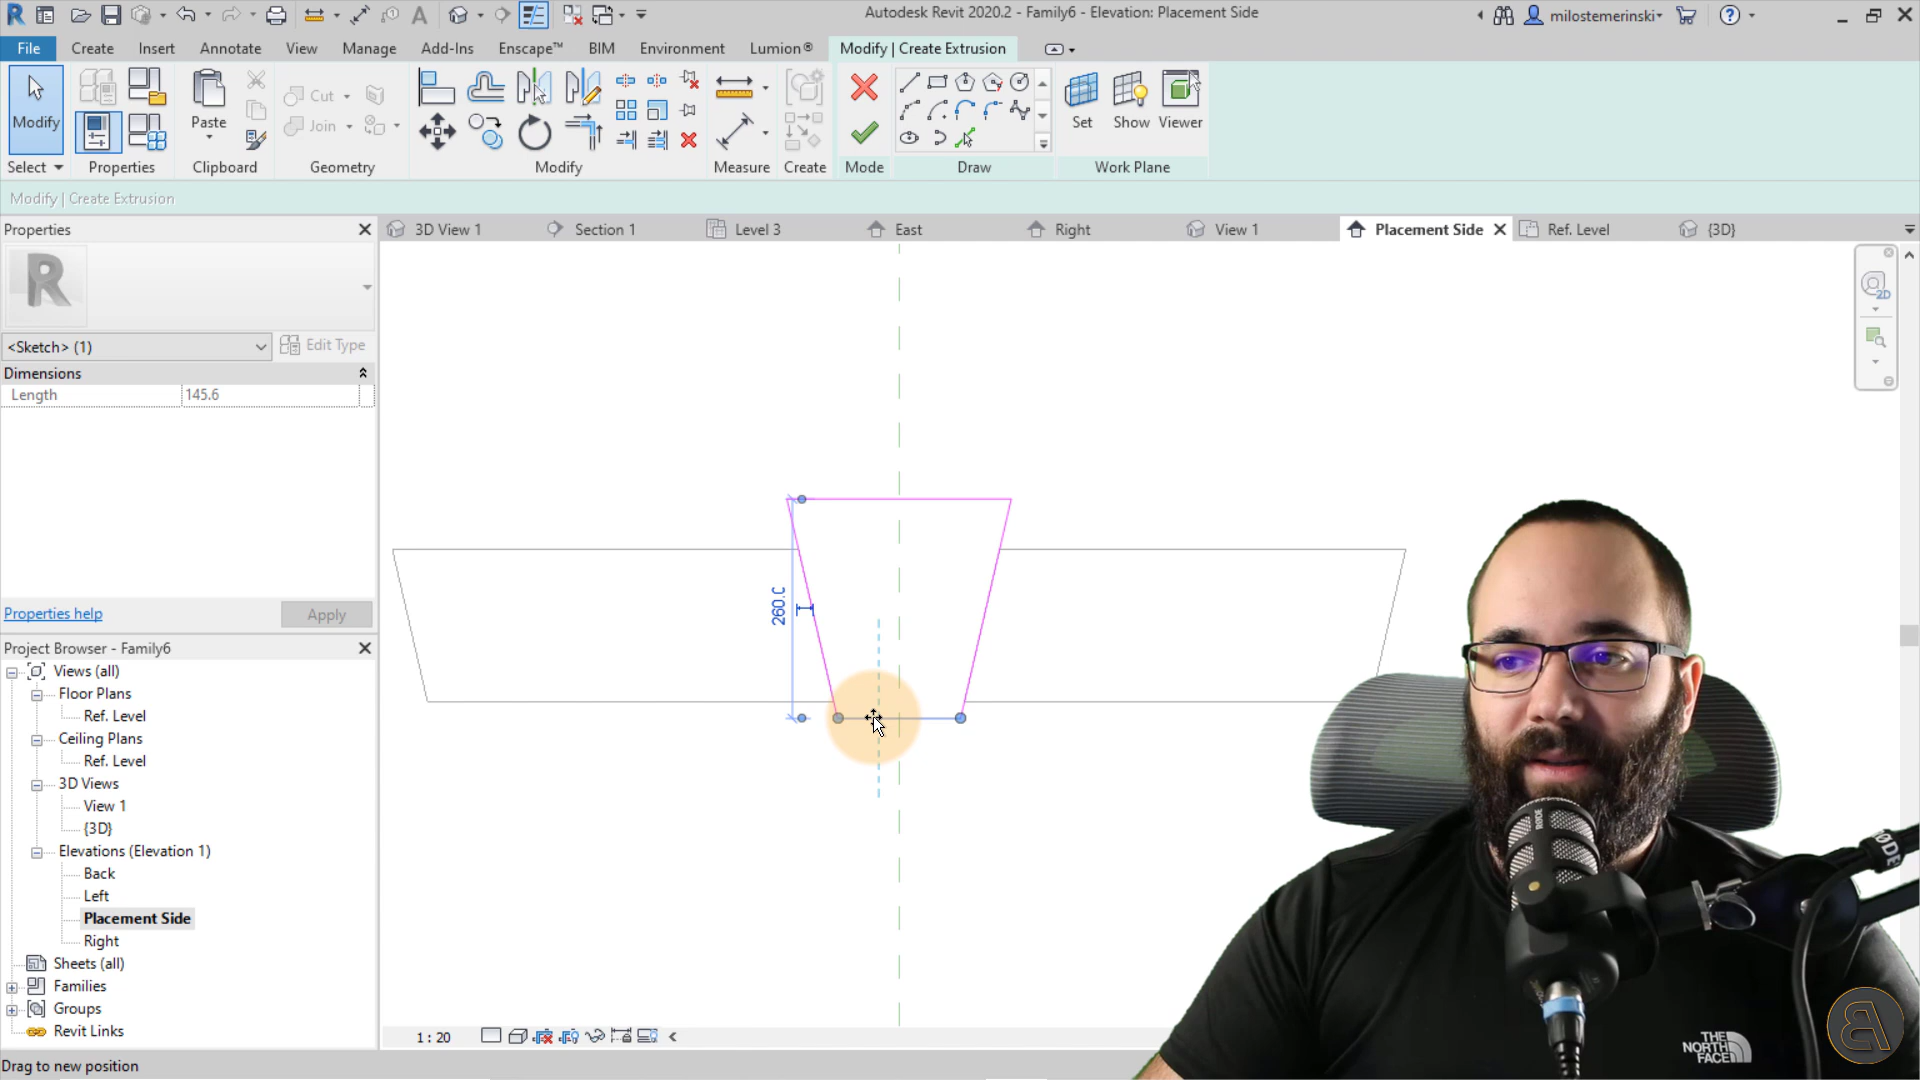 Autodesk Revit 2020.2 - Family6 - Elevation: Placement Side
milostemerinski
File Create Insert Annotate View Manage Add-Ins Enscape™ BIM Environment Lumion® Modify | Create Extrusion
Modify
Paste
Cut
Join
Set Show Viewer
Select Properties Clipboard Geometry Modify Measure Create Mode Draw Work Plane
Modify | Create Extrusion
Properties
3D View 1 Section 1 Level 3 East Right View 1 Placement Side Ref. Level {3D}
R
2D
<Sketch> (1) Edit Type
Dimensions
Length 145.6
260.0
Properties help Apply
Project Browser - Family6
Views (all)
Floor Plans
Ref. Level
Ceiling Plans
Ref. Level
3D Views
View 1
{3D}
Elevations (Elevation 1)
Back
Left
Placement Side
Right
Sheets (all)
Families
Groups
Revit Links
1 : 20
Drag to new position
RØDE
RØDE
THE
NORTH
FACE
B